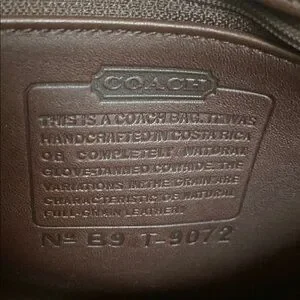 COACH
THIS IS A COACH BAG. IT WAS
HANDCRAFTED IN COSTA RICA
OF COMPLETELY NATURAL
GLOVE-TANNED COWHIDE. THE
VARIATIONS IN THE GRAIN ARE
CHARACTERISTIC OF NATURAL
FULL-GRAIN LEATHER.
Nº B9T-9072